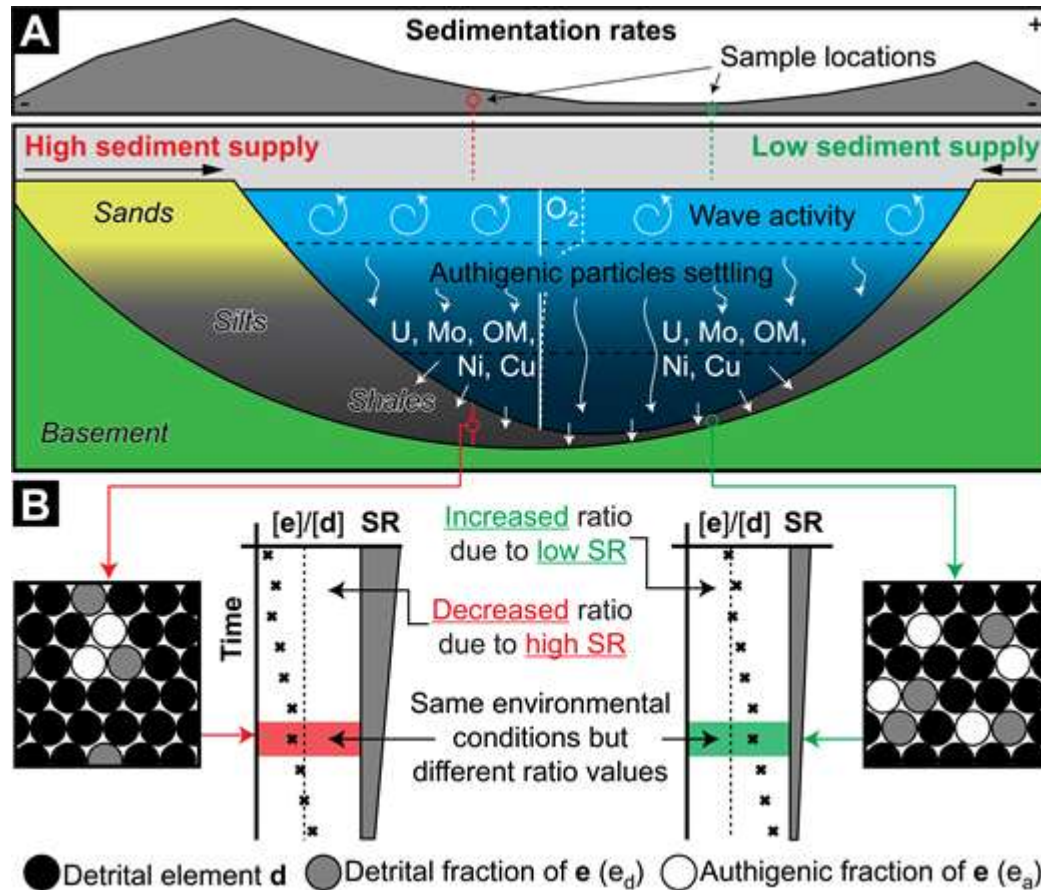 A
Sedimentation rates
+
Sample locations
-
-
High sediment supply
Low sediment supply
Sands
O2
Wave activity
Authigenic particles settling
Silts
U, Mo, OM,
Ni, Cu
U, Mo, OM,
Ni, Cu
Shales
Basement
B
[e]/[d] SR
Increased ratio
due to low SR
[e]/[d] SR
Time
Decreased ratio
due to high SR
Same environmental
conditions but
different ratio values
Detrital element d
Detrital fraction of e (ed)
Authigenic fraction of e (ea)